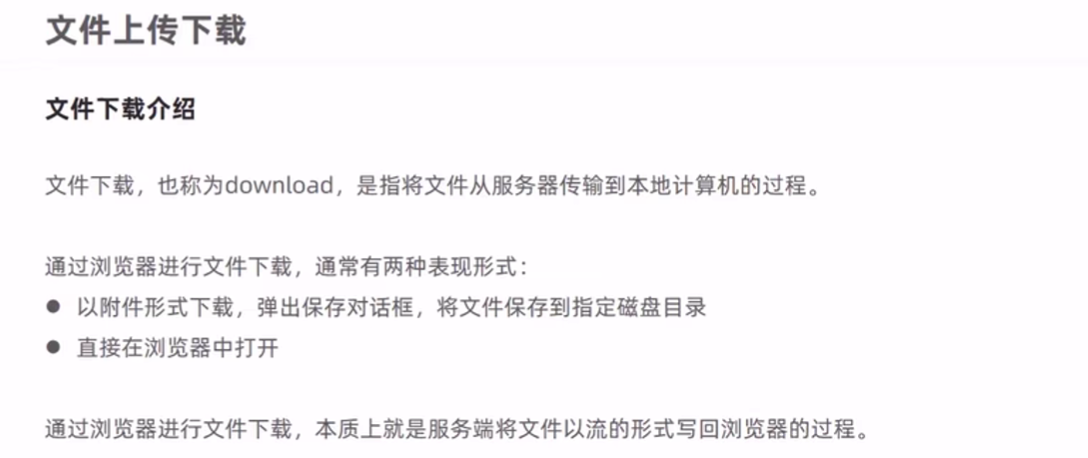 文件上传下载
文件下载介绍
文件下载，也称为download，是指将文件从服务器传输到本地计算机的过程。
通过浏览器进行文件下载，通常有两种表现形式：
● 以附件形式下载，弹出保存对话框，将文件保存到指定磁盘目录
● 直接在浏览器中打开
通过浏览器进行文件下载，本质上就是服务端将文件以流的形式写回浏览器的过程。